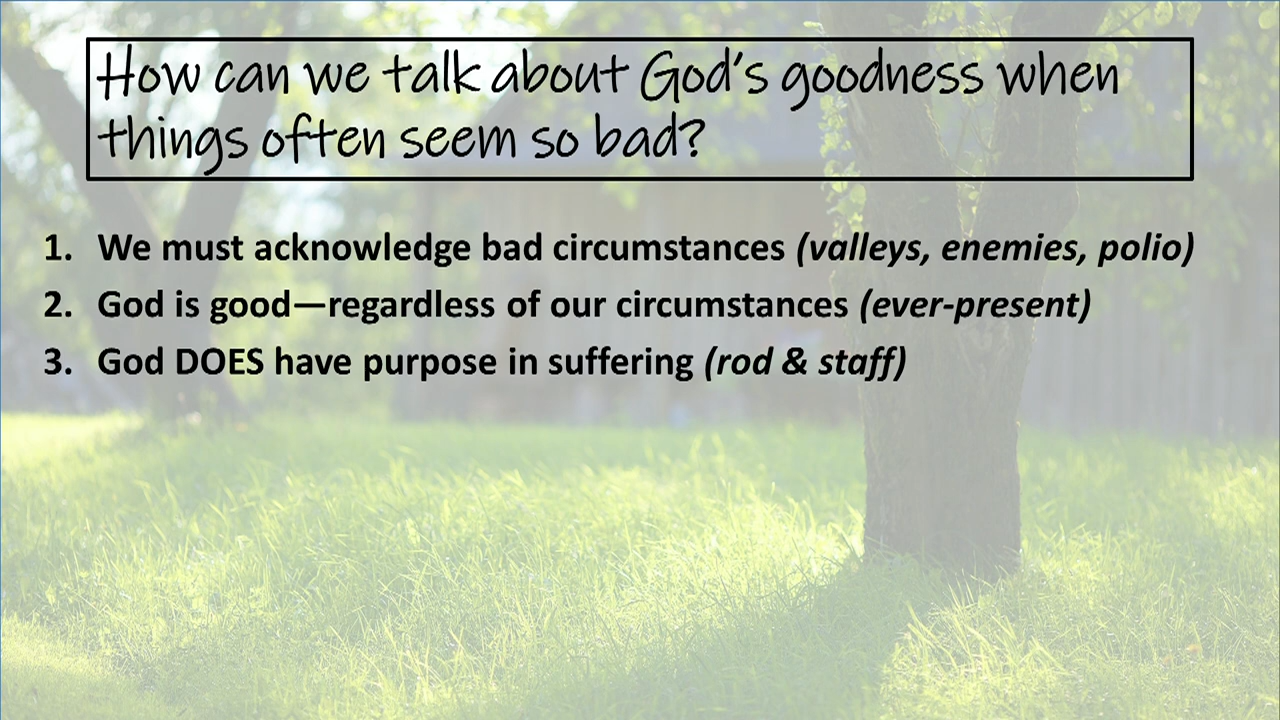 How can we talk about God's goodness when
things often seem so bad?
1. We must acknowledge bad circumstances (valleys, enemies, polio)
2. God is good—regardless of our circumstances (ever-present)
3. God DOES have purpose in suffering (rod & staff)